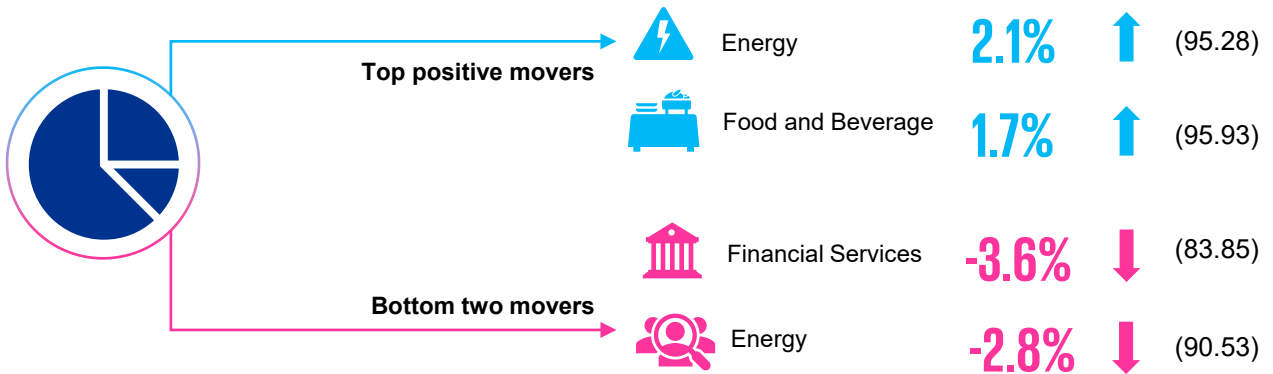 Top positive movers
Energy 2.1% (95.28)
Food and Beverage 1.7% (95.93)
Bottom two movers
Financial Services -3.6% (83.85)
Energy -2.8% (90.53)